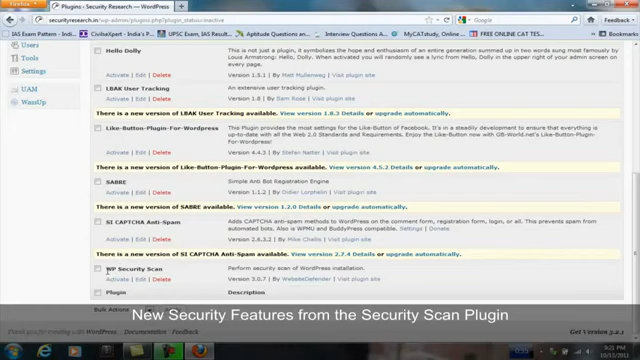 Firefox
Plugins ‹ Security Research — WordPress
securityresearch.in/wp-admin/plugins.php?plugin_status=inactive
Google
Feedback
IAS Exam Pattern
CivilsExpert
UPSC Exam, UPSC IAS
Aptitude Questions
Interview Questions A
MyCATstudy, Online
FREE ONLINE CAT TES
Users
Tools
Settings
UAM
WassUp
Hello Dolly
This is not just a plugin, it symbolizes the hope and enthusiasm of an entire generation summed up in two words sung most famously by
Louis Armstrong: Hello, Dolly. When activated you will randomly see a lyric from Hello, Dolly in the upper right of your admin screen on
every page.
Activate | Edit | Delete
Version 1.5.1 | By Matt Mullenweg | Visit plugin site
LBAK User Tracking
An extensive user tracking plugin.
Activate | Edit | Delete
Version 1.8 | By Sam Rose | Visit plugin site
There is a new version of LBAK User Tracking available. View version 1.8.3 Details or upgrade automatically.
Like-Button-Plugin-For-Wordpress
This Plugin provides the most settings for the Like-Button of Facebook. It's in a steadily development to ensure that everything is
up-to-date with the Web 2.0 Standards and Requirements. Enjoy the Like-Button now with GB-World.net's Like-Button-Plugin-
For-Wordpress!
Activate | Edit | Delete
Version 4.4.3 | By Stefan Natter | Visit plugin site
There is a new version of Like-Button-Plugin-For-Wordpress available. View version 4.5.2 Details or upgrade automatically.
SABRE
Simple Anti Bot Registration Engine
Activate | Edit | Delete
Version 1.1.2 | By Didier Lorphelin | Visit plugin site
There is a new version of SABRE available. View version 1.2.0 Details or upgrade automatically.
SI CAPTCHA Anti-Spam
Adds CAPTCHA anti-spam methods to WordPress on the comment form, registration form, login, or all. This prevents spam from
automated bots. Also is WPMU and BuddyPress compatible. Settings | Donate
Activate | Edit | Delete
Version 2.6.3.2 | By Mike Challis | Visit plugin site
There is a new version of SI CAPTCHA Anti-Spam available. View version 2.7.4 Details or upgrade automatically.
WP Security Scan
Perform security scan of WordPress installation.
Activate | Edit | Delete
Version 3.0.7 | By WebsiteDefender | Visit plugin site
Plugin
Description
Bulk Actions
New Security Features from the Security Scan Plugin
Thank you for creating with WordPress
Documentation
Feedback
Get Version 3.2.1
9:21 PM
10/15/2011